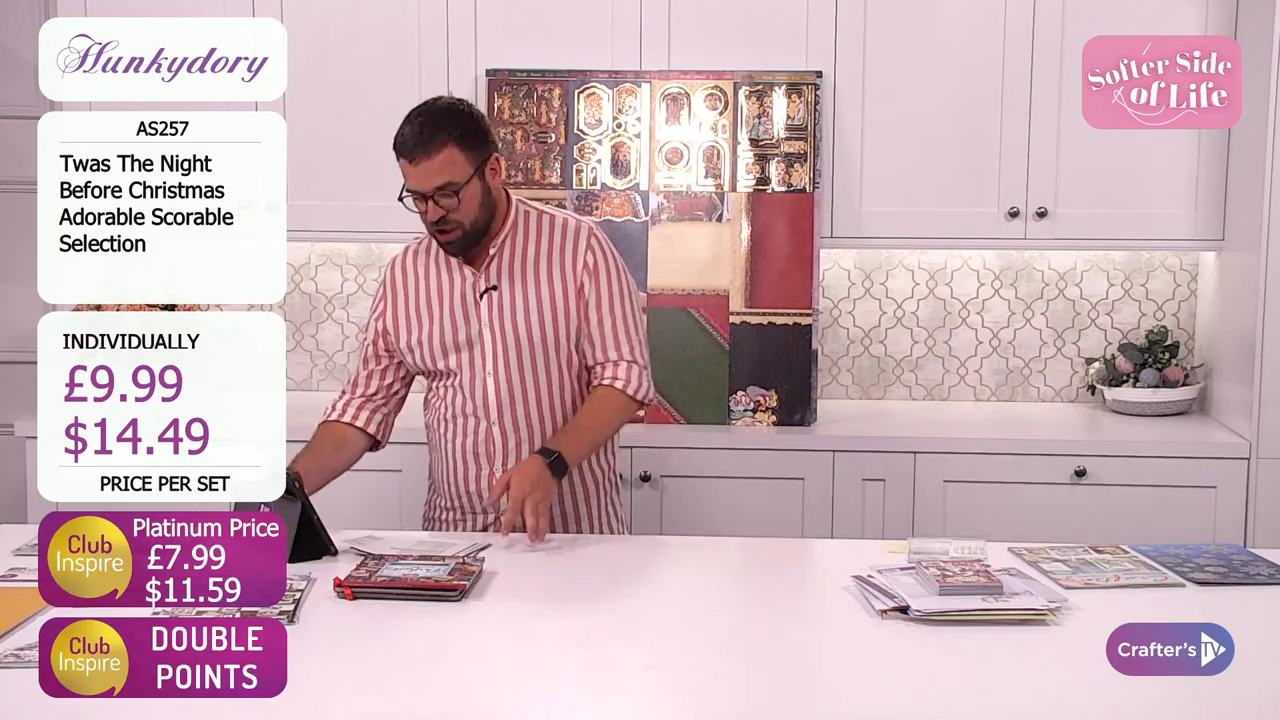 Hunkydory
AS257
Twas The Night
Before Christmas
Adorable Scorable
Selection
INDIVIDUALLY
£9.99
$14.49
PRICE PER SET
Club
Inspire
Platinum Price
£7.99
$11.59
Club
Inspire
DOUBLE
POINTS
Softer Side
of Life
Crafter's TV